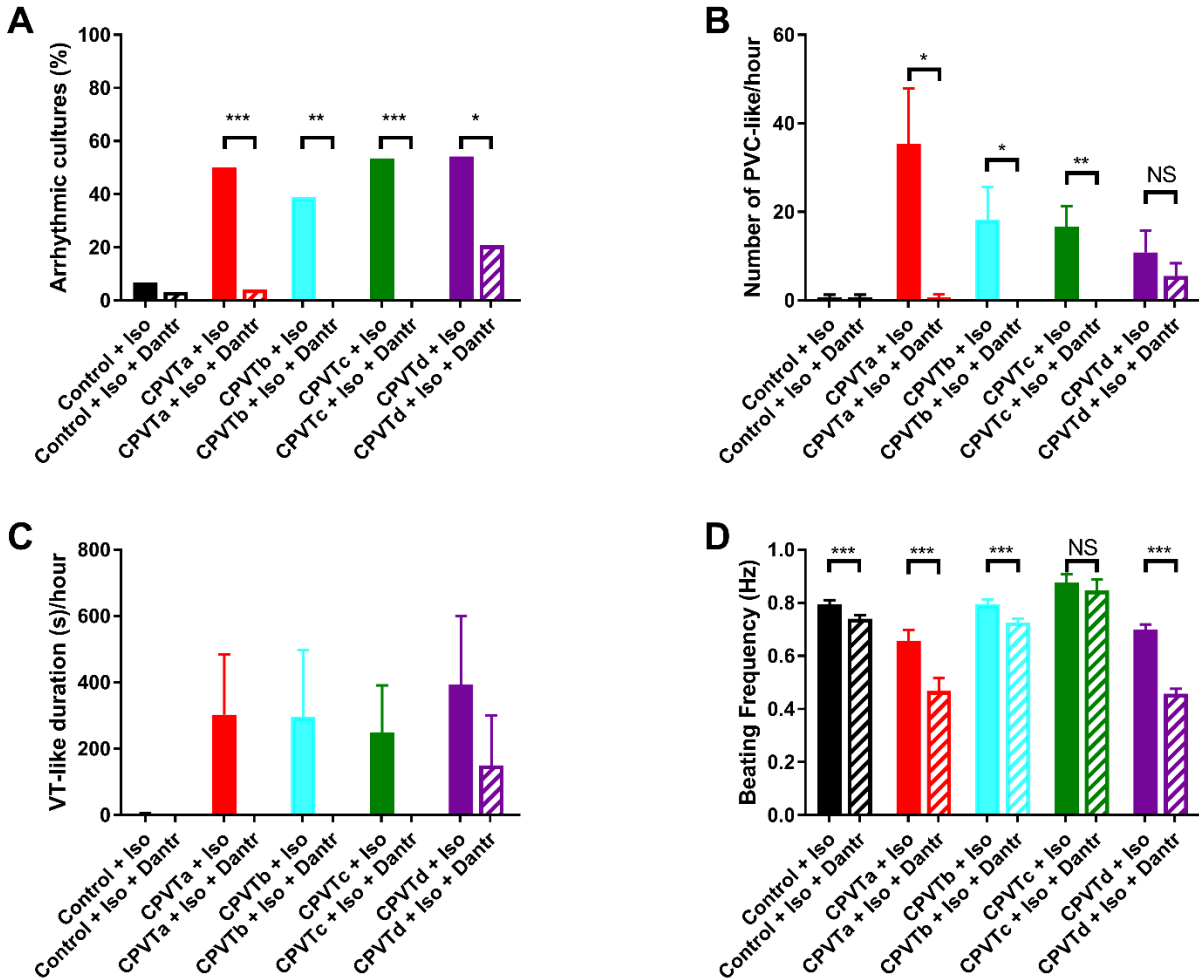 A
Arrhythmic cultures (%)
100
80
60
40
20
0
***
**
***
*
Control + Iso
Control + Iso + Dantr
CPVTa + Iso
CPVTa + Iso + Dantr
CPVTb + Iso
CPVTb + Iso + Dantr
CPVTc + Iso
CPVTc + Iso + Dantr
CPVTd + Iso
CPVTd + Iso + Dantr
B
Number of PVC-like/hour
60
40
20
0
*
*
**
NS
Control + Iso
Control + Iso + Dantr
CPVTa + Iso
CPVTa + Iso + Dantr
CPVTb + Iso
CPVTb + Iso + Dantr
CPVTc + Iso
CPVTc + Iso + Dantr
CPVTd + Iso
CPVTd + Iso + Dantr
C
VT-like duration (s)/hour
800
600
400
200
0
Control + Iso
Control + Iso + Dantr
CPVTa + Iso
CPVTa + Iso + Dantr
CPVTb + Iso
CPVTb + Iso + Dantr
CPVTc + Iso
CPVTc + Iso + Dantr
CPVTd + Iso
CPVTd + Iso + Dantr
D
Beating Frequency (Hz)
1.0
0.8
0.6
0.4
0.2
0.0
***
***
***
NS
***
Control + Iso
Control + Iso + Dantr
CPVTa + Iso
CPVTa + Iso + Dantr
CPVTb + Iso
CPVTb + Iso + Dantr
CPVTc + Iso
CPVTc + Iso + Dantr
CPVTd + Iso
CPVTd + Iso + Dantr